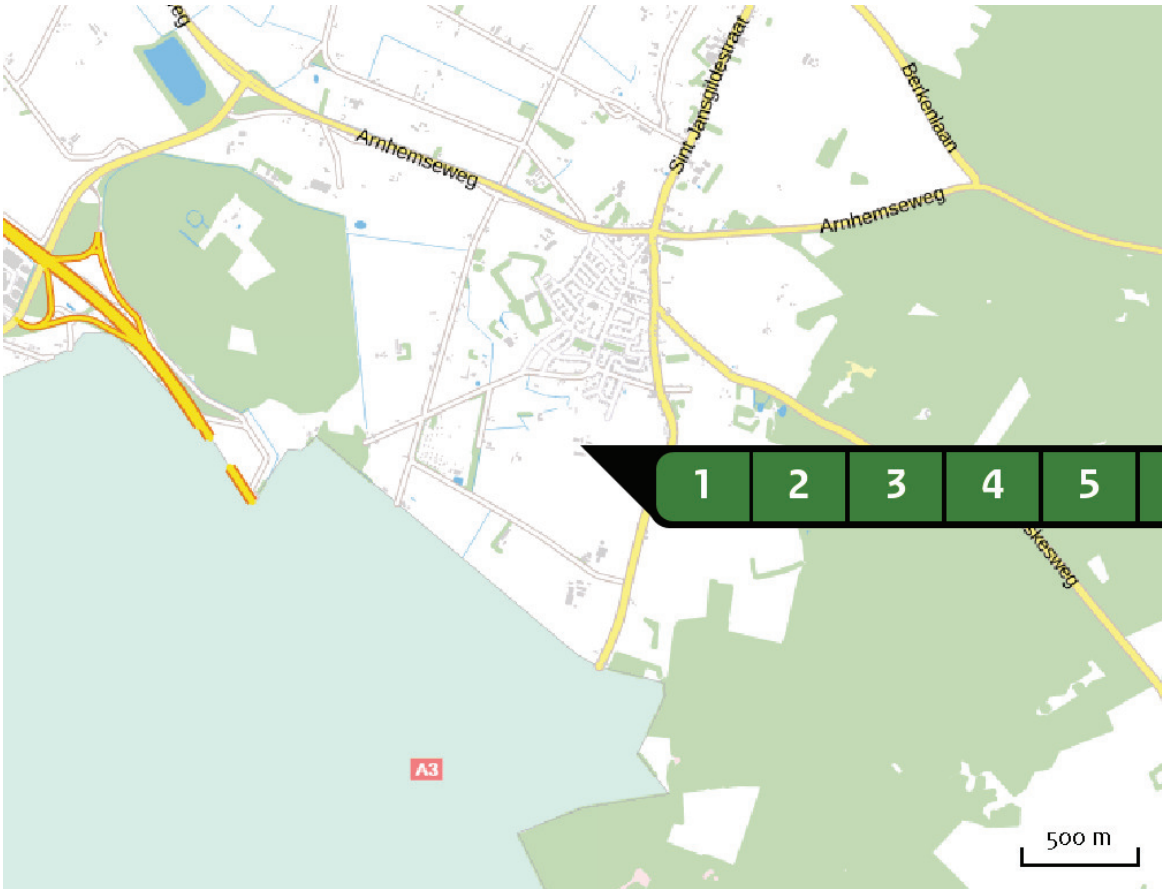 Arnhemseweg
Sint Jansgildestraat
Berkenlaan
Arnhemseweg
1 2 3 4 5
A3
500 m